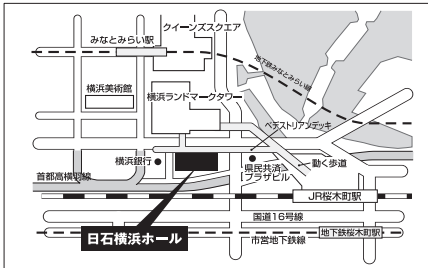 クイーンズスクエア
みなとみらい駅
地下鉄みなとみらい線
横浜美術館
横浜ランドマークタワー
ペデストリアンデッキ
横浜銀行
県民共済
プラザビル
動く歩道
首都高横羽線
JR桜木町駅
国道16号線
日石横浜ホール
市営地下鉄線
地下鉄桜木町駅